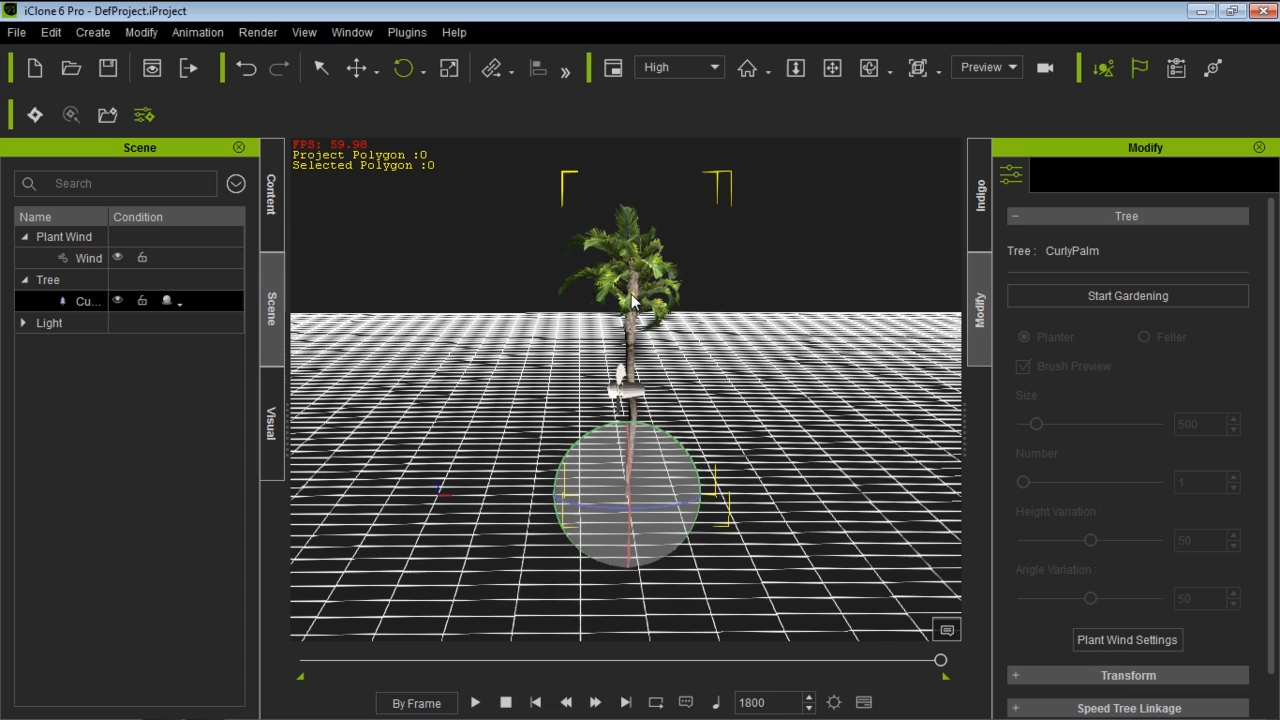 iClone 6 Pro - DefProject.iProject
File Edit Create Modify Animation Render View Window Plugins Help
High
Preview
Scene
Search
Name Condition
Plant Wind
Wind
Tree
Cu...
Light
Content
Scene
Visual
FPS: 59.98
Project Polygon :0
Selected Polygon :0
By Frame
1800
Indigo
Modify
Modify
Tree
Tree : CurlyPalm
Start Gardening
Planter Feller
Brush Preview
Size
500
Number
1
Height Variation :
50
Angle Variation :
50
Plant Wind Settings
Transform
Speed Tree Linkage